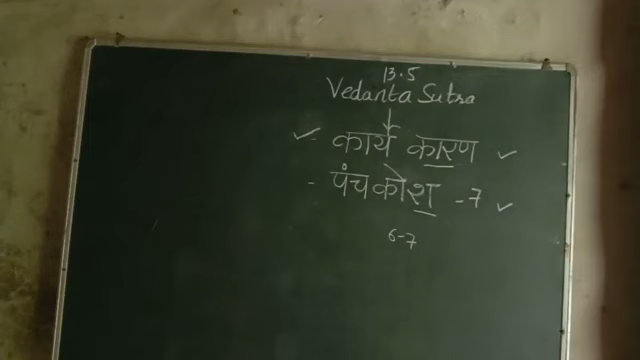 13.5
Vedanta Sutra
✓ - कार्य कारण ✓
- पंचकोश - 7 ✓
6-7